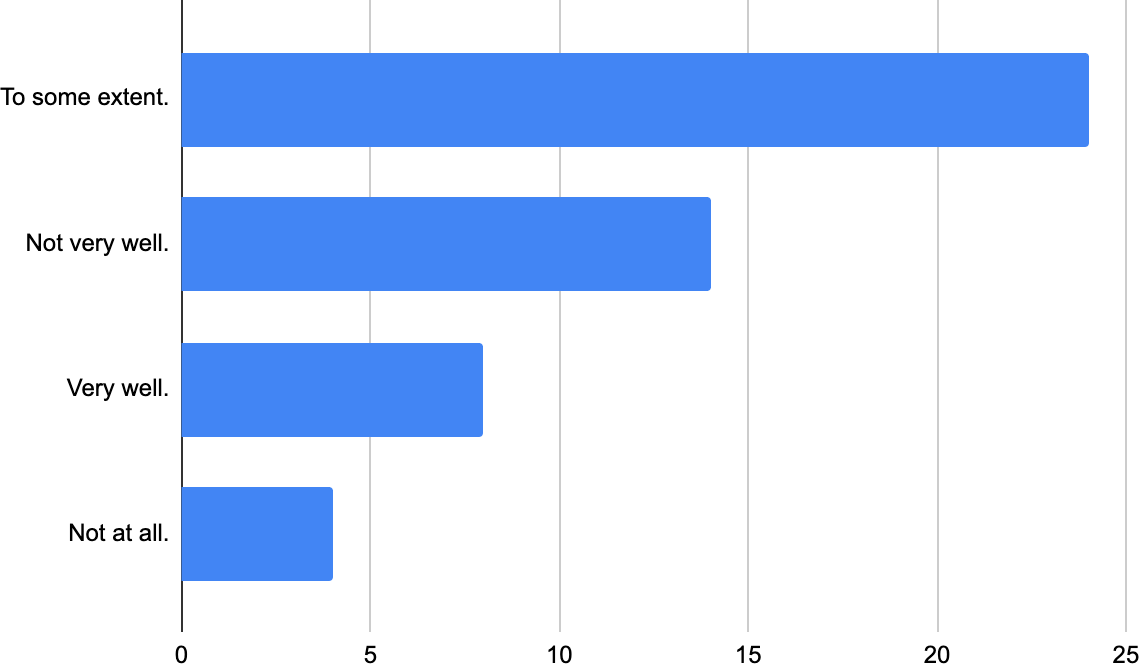 To some extent.
Not very well.
Very well.
Not at all.
0 5 10 15 20 25